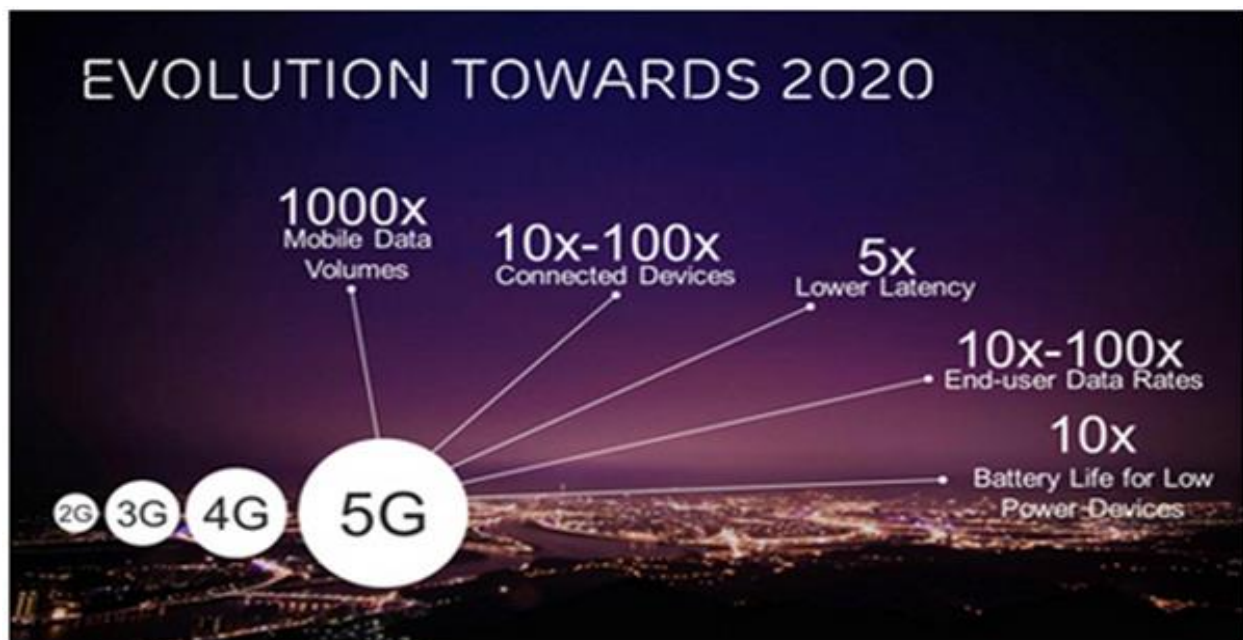 EVOLUTION TOWARDS 2020
1000x
Mobile Data
Volumes
10x-100x
Connected Devices
5x
Lower Latency
10x-100x
End-user Data Rates
10x
Battery Life for Low
Power Devices
2G
3G
4G
5G